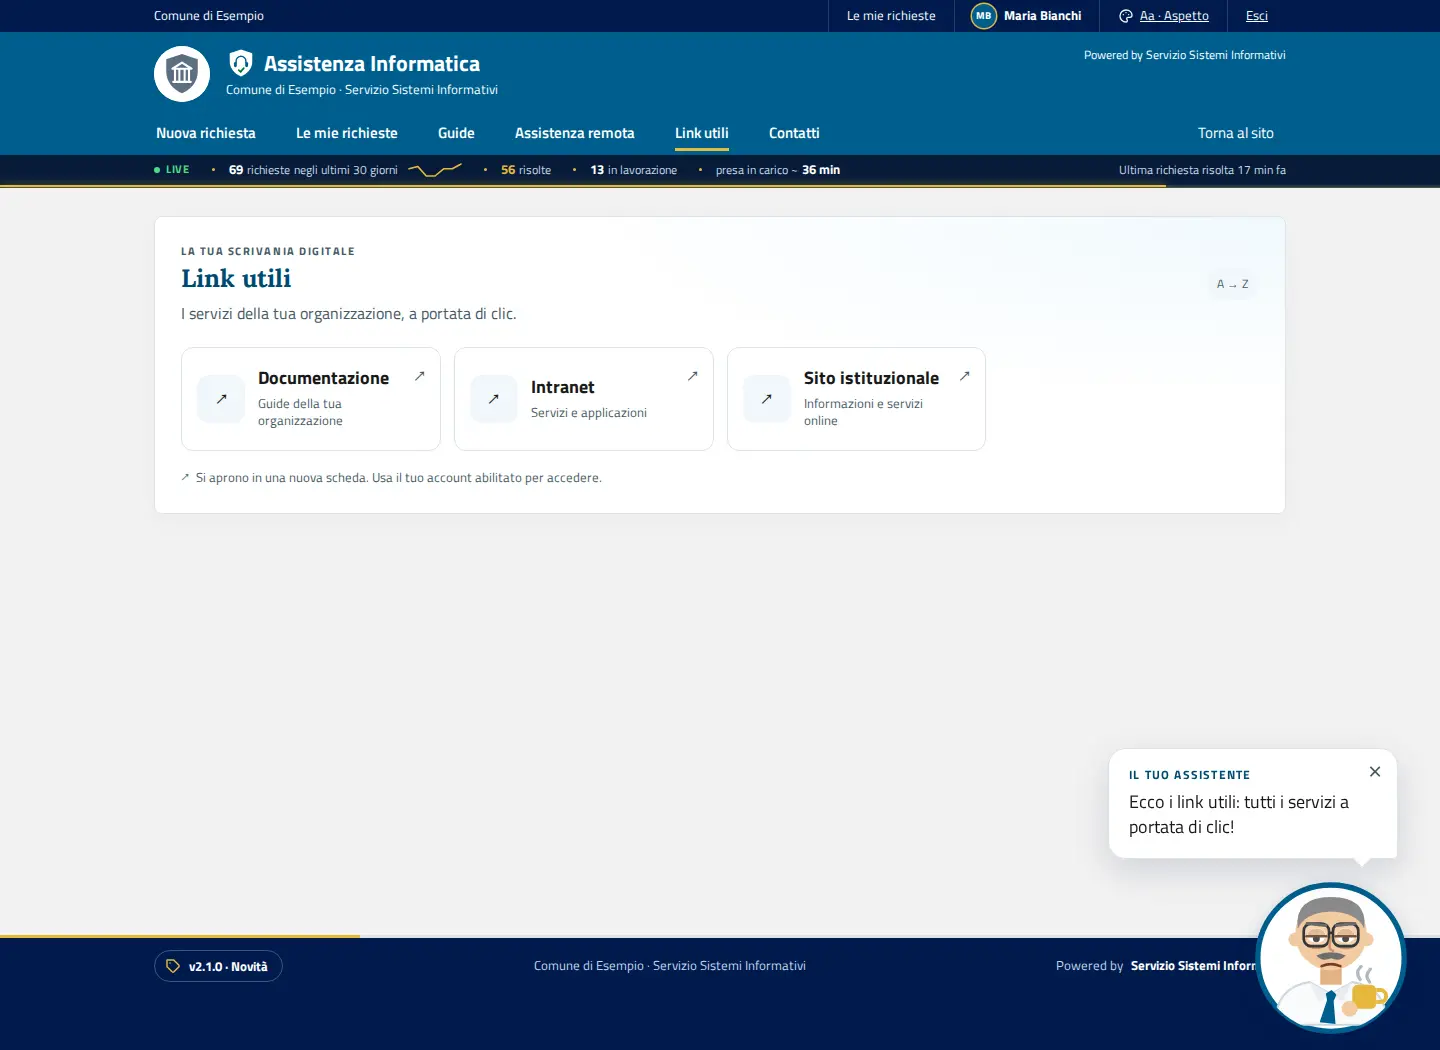 Comune di Esempio
Le mie richieste
MB Maria Bianchi
Aa · Aspetto
Esci
Assistenza Informatica
Comune di Esempio · Servizio Sistemi Informativi
Powered by Servizio Sistemi Informativi
Nuova richiesta
Le mie richieste
Guide
Assistenza remota
Link utili
Contatti
Torna al sito
LIVE
69 richieste negli ultimi 30 giorni
56 risolte
13 in lavorazione
presa in carico ~ 36 min
Ultima richiesta risolta 17 min fa
LA TUA SCRIVANIA DIGITALE
Link utili
I servizi della tua organizzazione, a portata di clic.
A → Z
Documentazione ↗
Guide della tua
organizzazione
Intranet ↗
Servizi e applicazioni
Sito istituzionale ↗
Informazioni e servizi
online
↗ Si aprono in una nuova scheda. Usa il tuo account abilitato per accedere.
IL TUO ASSISTENTE
Ecco i link utili: tutti i servizi a
portata di clic!
v2.1.0 · Novità
Comune di Esempio · Servizio Sistemi Informativi
Powered by Servizio Sistemi